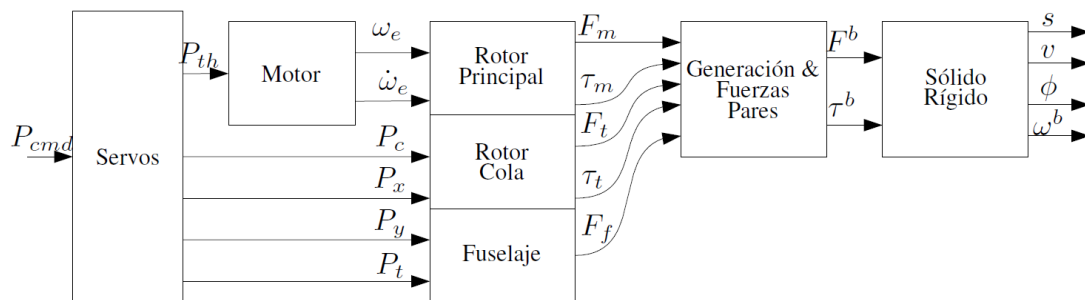 P_cmd
Servos
P_th
P_c
P_x
P_y
P_t
Motor
ω_e
ω̇_e
Rotor
Principal
Rotor
Cola
Fuselaje
F_m
τ_m
F_t
τ_t
F_f
Generación &
Fuerzas
Pares
F^b
τ^b
Sólido
Rígido
s
v
ϕ
ω^b